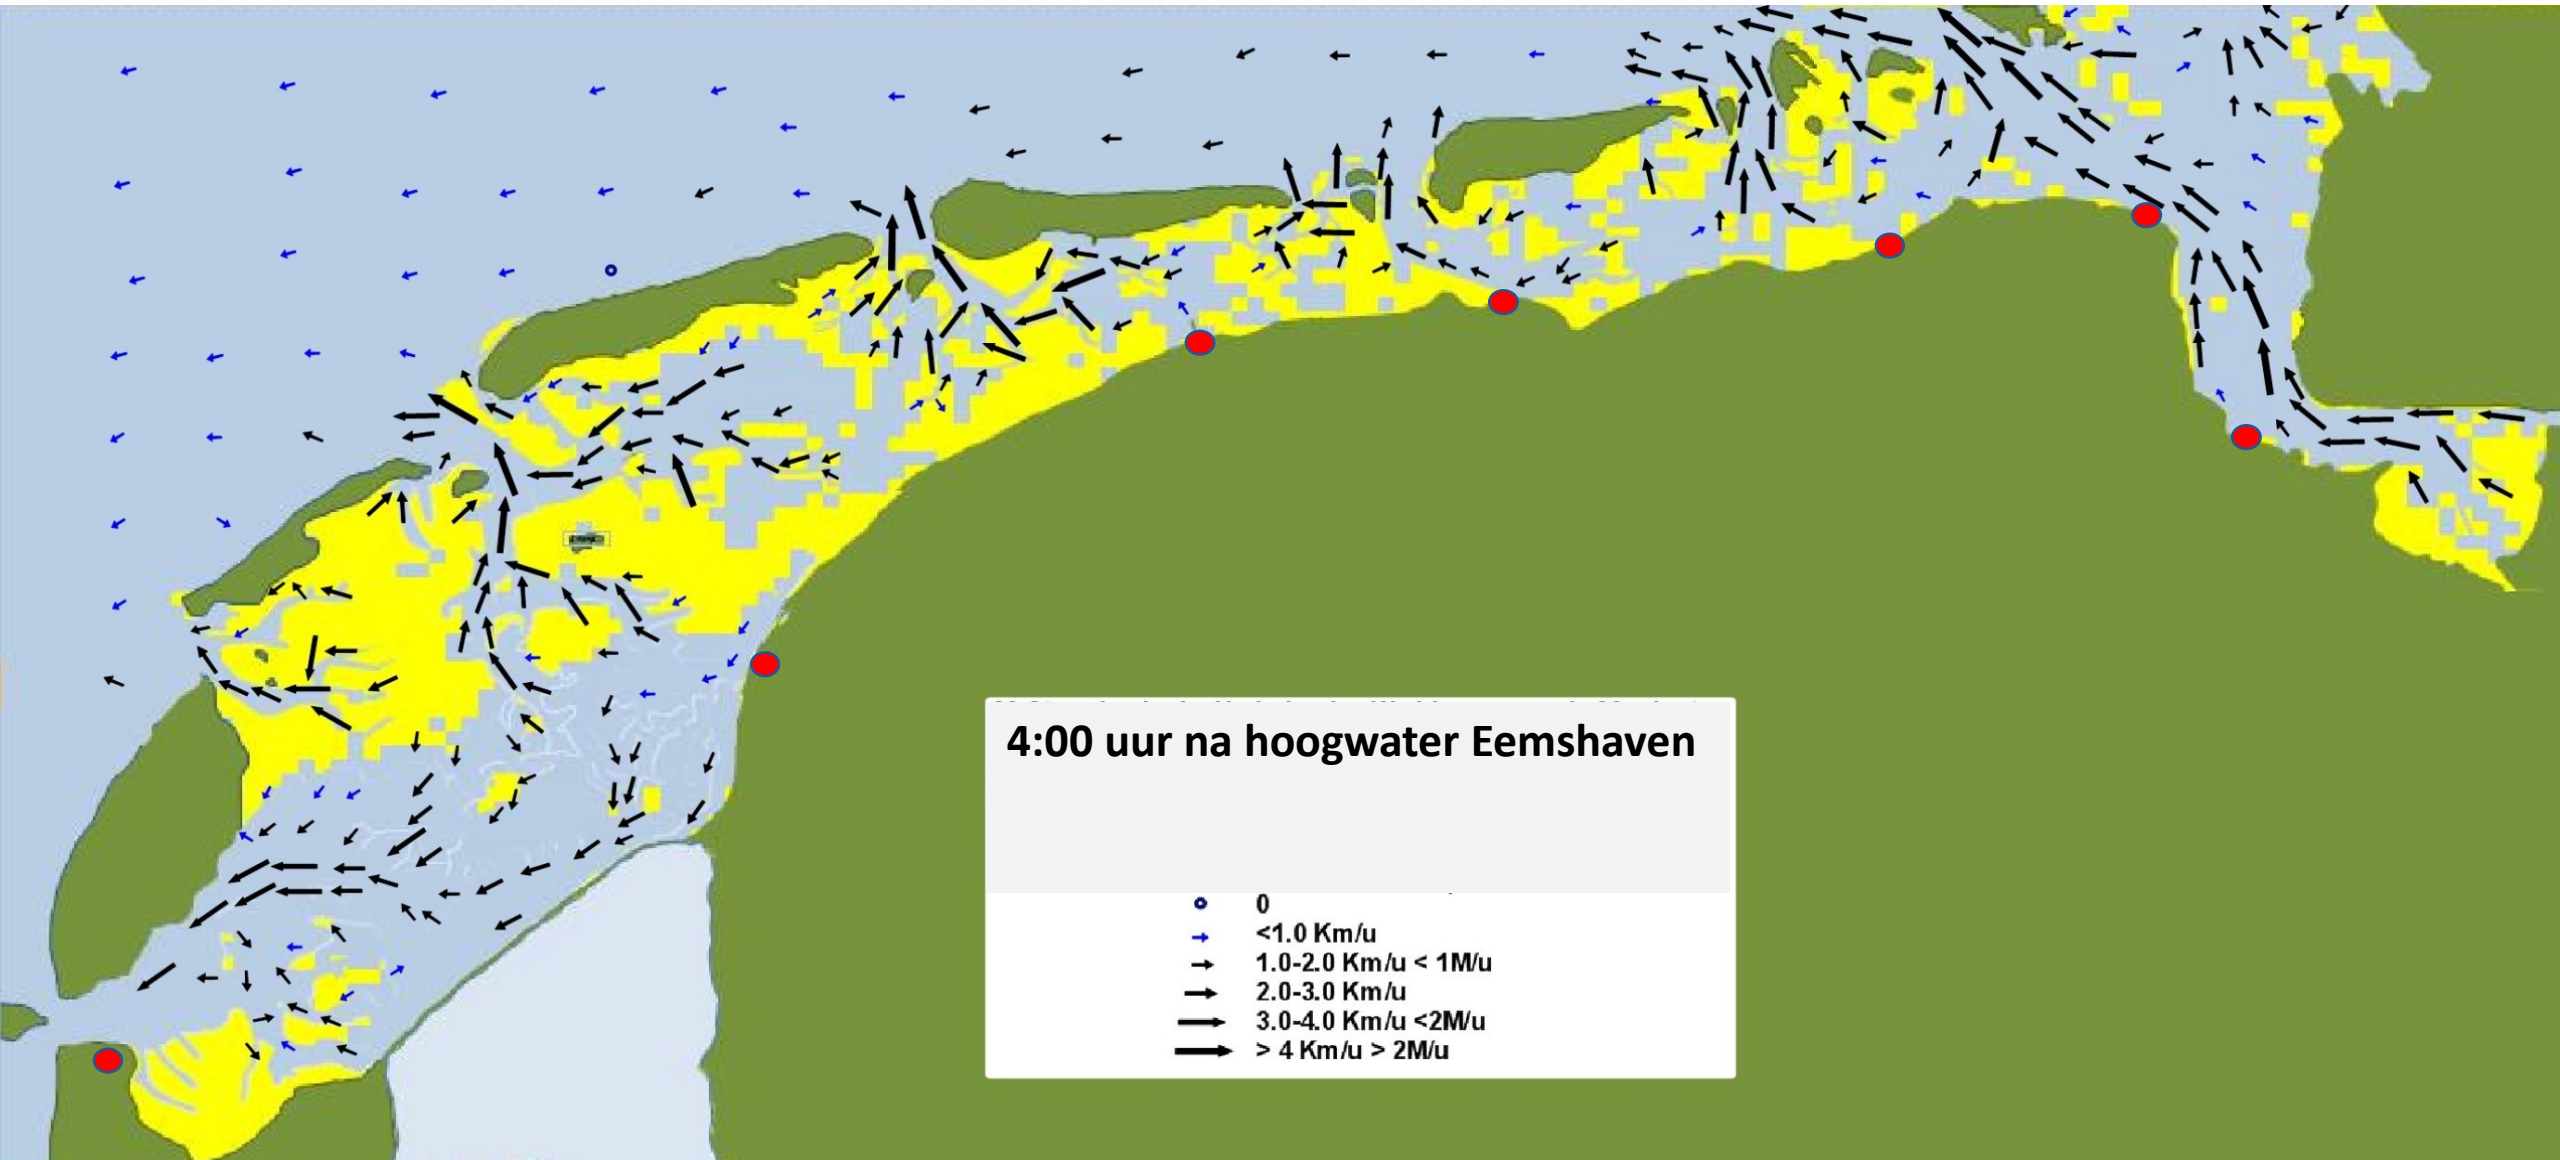 4:00 uur na hoogwater Eemshaven
0
<1.0 Km/u
1.0-2.0 Km/u < 1M/u
2.0-3.0 Km/u
3.0-4.0 Km/u <2M/u
> 4 Km/u > 2M/u